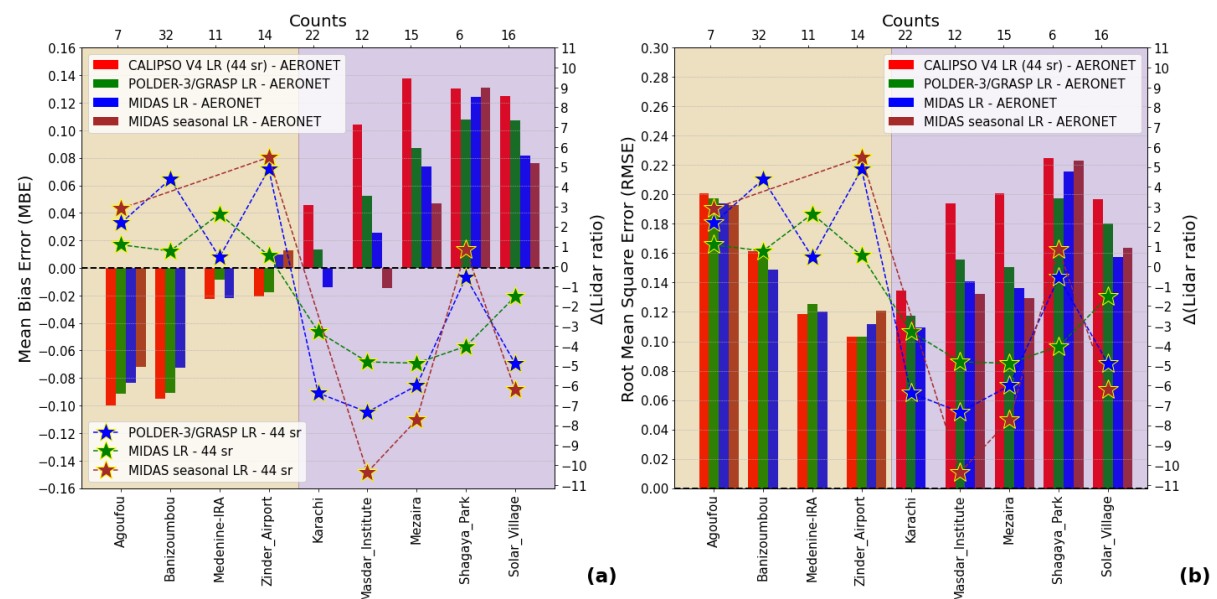 Counts
7 32 11 14 22 12 15 6 16
0.16
0.14
0.12
0.10
0.08
0.06
0.04
0.02
0.00
−0.02
−0.04
−0.06
−0.08
−0.10
−0.12
−0.14
−0.16
Mean Bias Error (MBE)
CALIPSO V4 LR (44 sr) - AERONET
POLDER-3/GRASP LR - AERONET
MIDAS LR - AERONET
MIDAS seasonal LR - AERONET
POLDER-3/GRASP LR - 44 sr
MIDAS LR - 44 sr
MIDAS seasonal LR - 44 sr
11
10
9
8
7
6
5
4
3
2
1
0
−1
−2
−3
−4
−5
−6
−7
−8
−9
−10
−11
Δ(Lidar ratio)
Agoufou
Banizoumbou
Medenine-IRA
Zinder_Airport
Karachi
Masdar_Institute
Mezaira
Shagaya_Park
Solar_Village
(a)
Counts
7 32 11 14 22 12 15 6 16
0.30
0.28
0.26
0.24
0.22
0.20
0.18
0.16
0.14
0.12
0.10
0.08
0.06
0.04
0.02
0.00
Root Mean Square Error (RMSE)
CALIPSO V4 LR (44 sr) - AERONET
POLDER-3/GRASP LR - AERONET
MIDAS LR - AERONET
MIDAS seasonal LR - AERONET
11
10
9
8
7
6
5
4
3
2
1
0
−1
−2
−3
−4
−5
−6
−7
−8
−9
−10
−11
Δ(Lidar ratio)
Agoufou
Banizoumbou
Medenine-IRA
Zinder_Airport
Karachi
Masdar_Institute
Mezaira
Shagaya_Park
Solar_Village
(b)